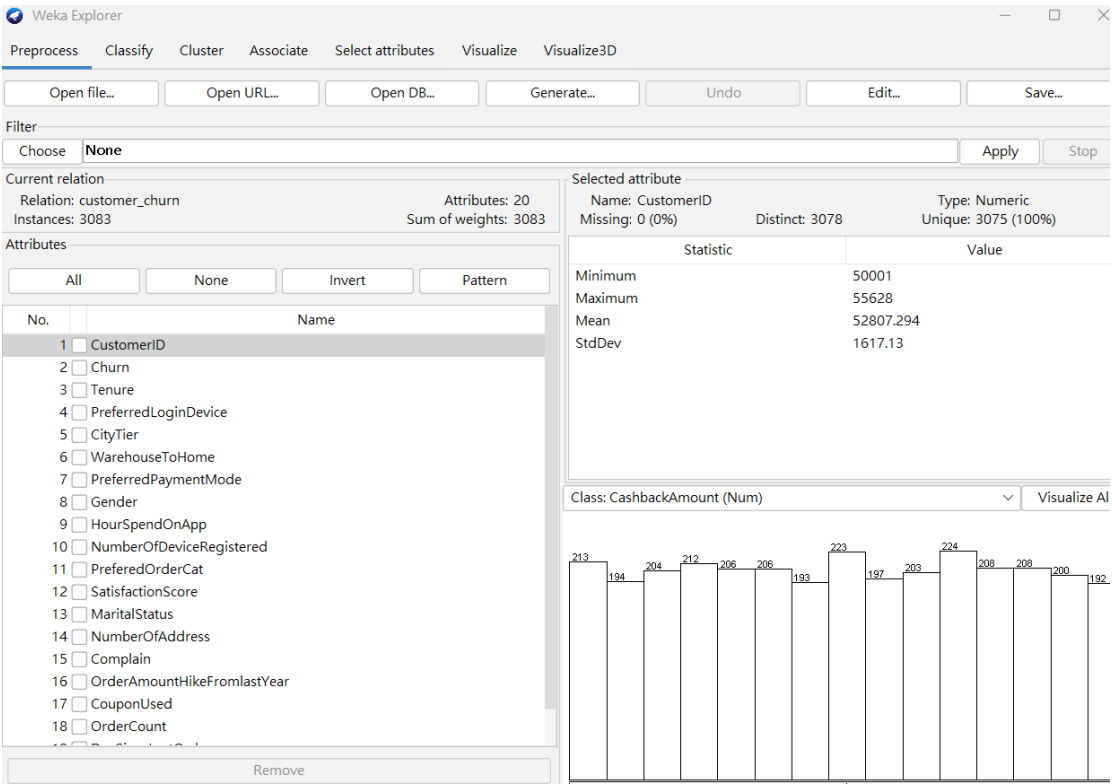 Weka Explorer
Preprocess Classify Cluster Associate Select attributes Visualize Visualize3D
Open file... Open URL... Open DB... Generate... Undo Edit... Save...
Filter
Choose None Apply Stop
Current relation
Relation: customer_churn Attributes: 20
Instances: 3083 Sum of weights: 3083
Attributes
All None Invert Pattern
No. Name
1 CustomerID
2 Churn
3 Tenure
4 PreferredLoginDevice
5 CityTier
6 WarehouseToHome
7 PreferredPaymentMode
8 Gender
9 HourSpendOnApp
10 NumberOfDeviceRegistered
11 PreferedOrderCat
12 SatisfactionScore
13 MaritalStatus
14 NumberOfAddress
15 Complain
16 OrderAmountHikeFromlastYear
17 CouponUsed
18 OrderCount
Remove
Selected attribute
Name: CustomerID Type: Numeric
Missing: 0 (0%) Distinct: 3078 Unique: 3075 (100%)
Statistic Value
Minimum 50001
Maximum 55628
Mean 52807.294
StdDev 1617.13
Class: CashbackAmount (Num) Visualize Al
213 194 204 212 206 206 193 223 197 203 224 208 208 200 192